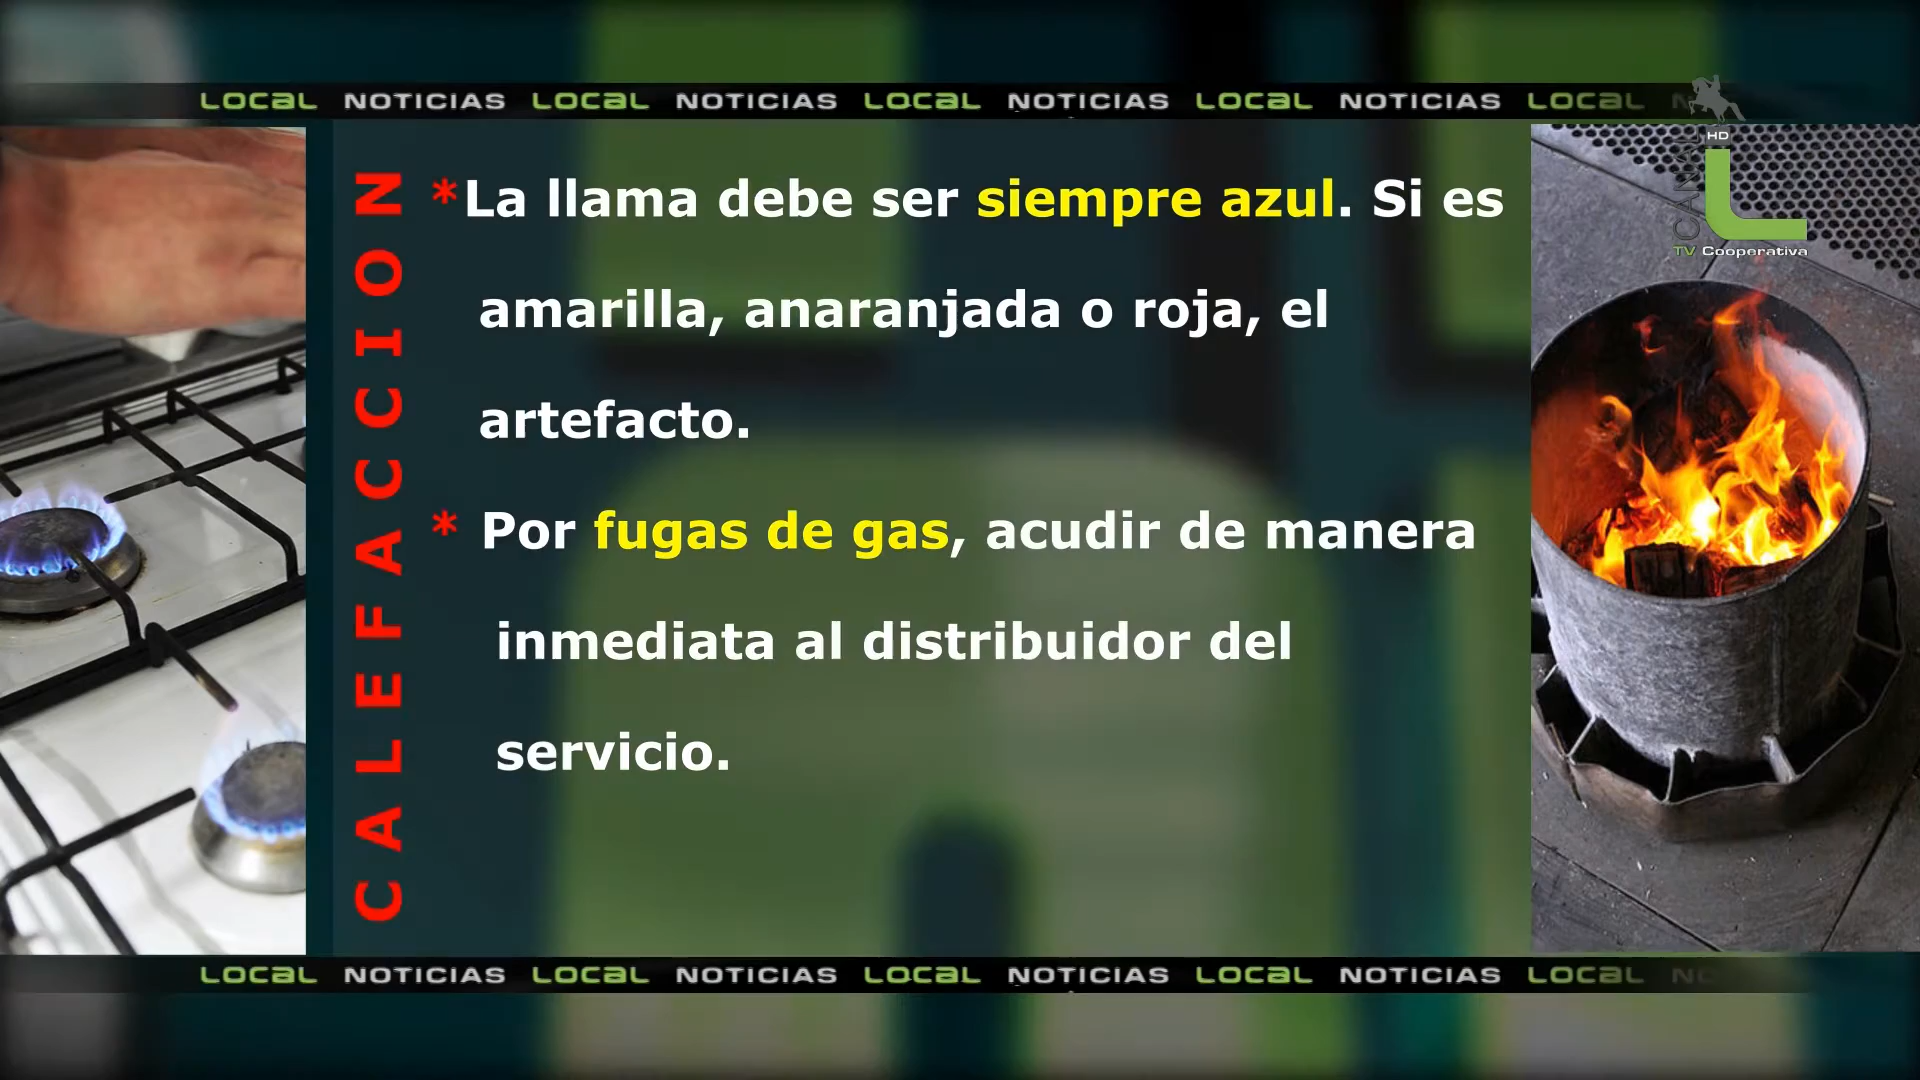 LOCAL NOTICIAS LOCAL NOTICIAS LOCAL NOTICIAS LOCAL NOTICIAS LOCAL
HD
CANAL
L
TV Cooperativa
CALEFACCION
*La llama debe ser siempre azul. Si es
amarilla, anaranjada o roja, el
artefacto.
* Por fugas de gas, acudir de manera
inmediata al distribuidor del
servicio.
LOCAL NOTICIAS LOCAL NOTICIAS LOCAL NOTICIAS LOCAL NOTICIAS LOCAL NO